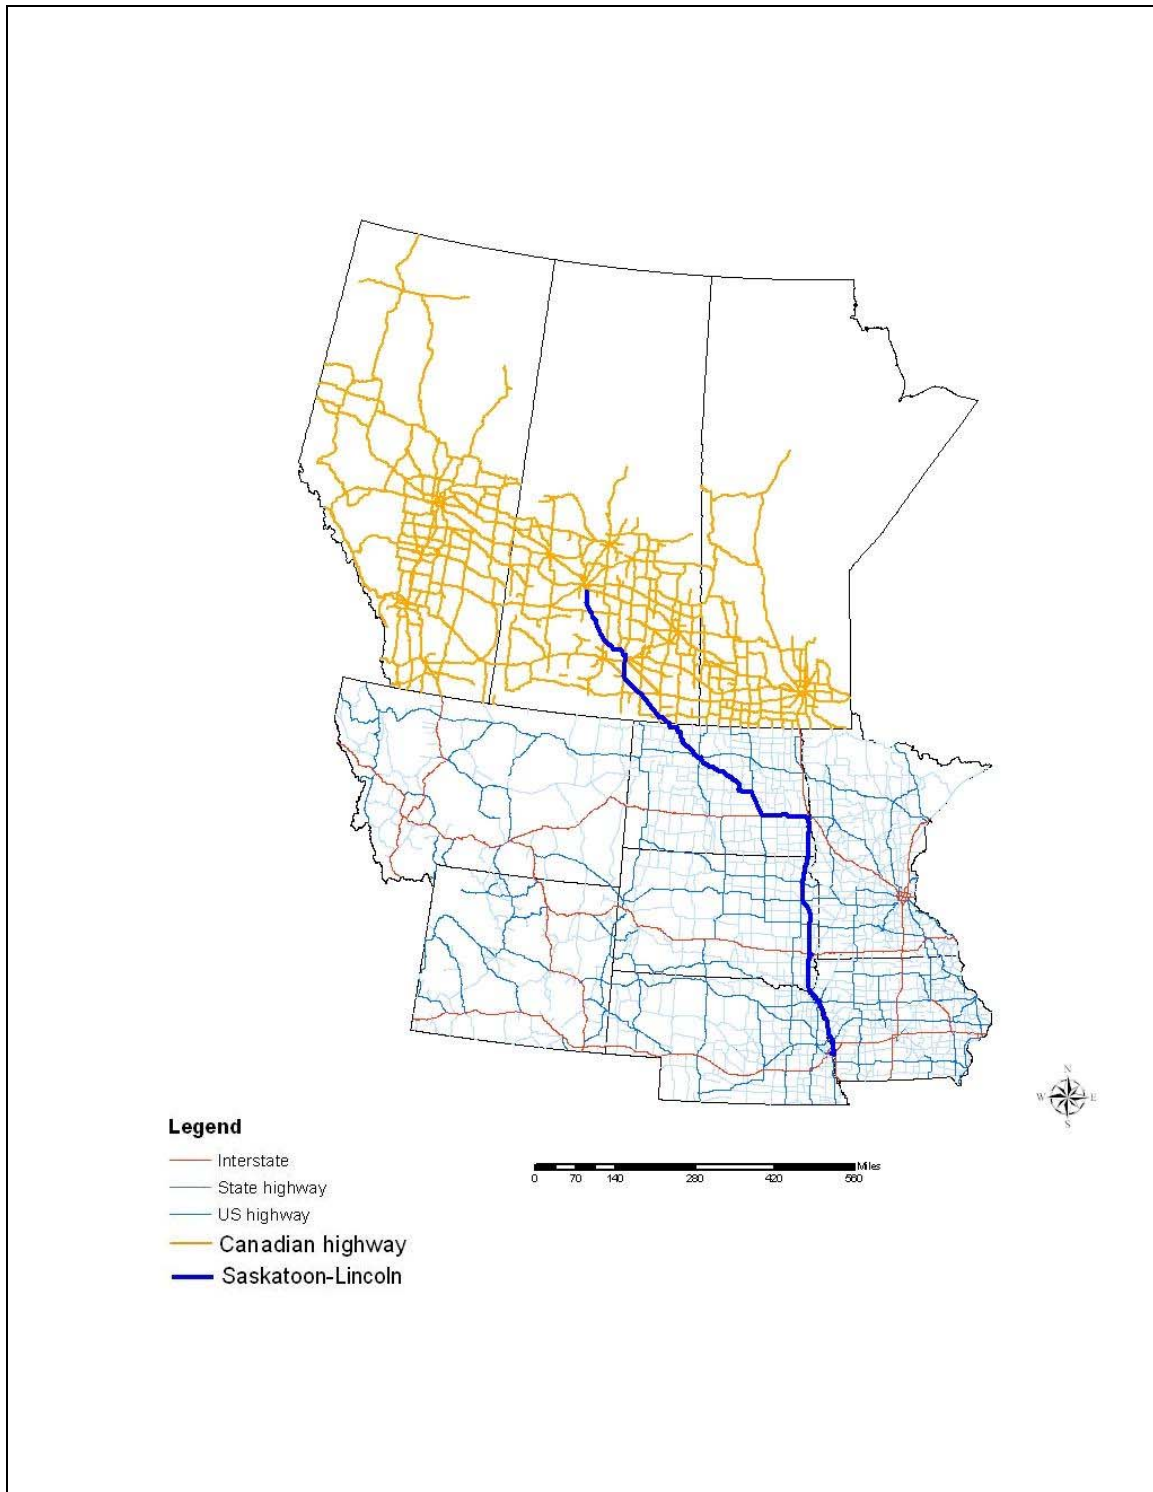 N
W
E
S
Legend
Interstate
State highway
US highway
Canadian highway
Saskatoon-Lincoln
Miles
0 70 140 280 420 560